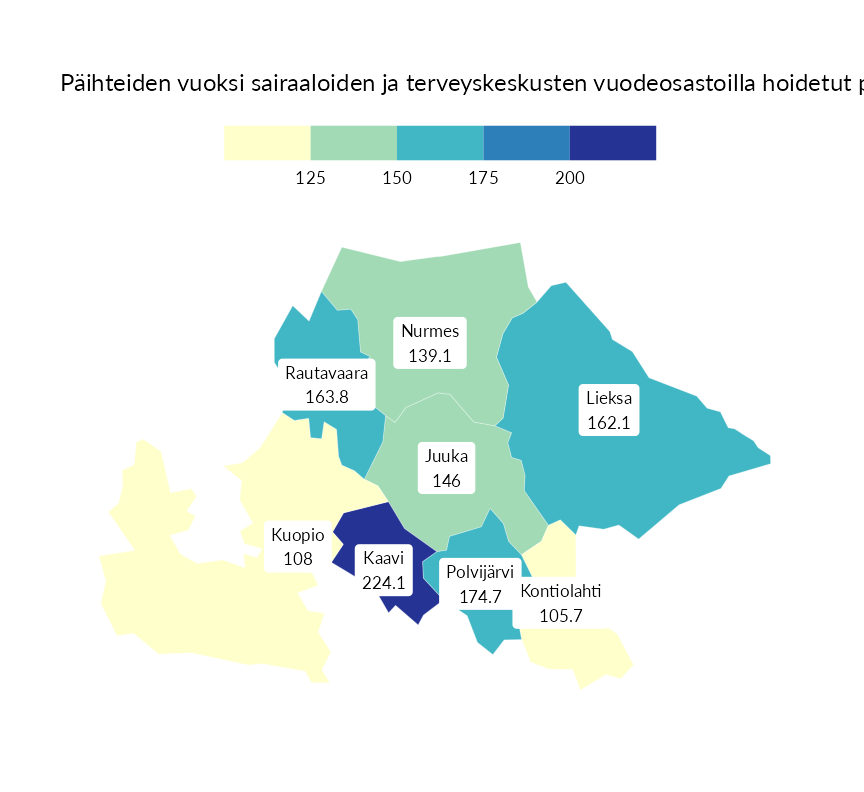 Päihteiden vuoksi sairaaloiden ja terveyskeskusten vuodeosastoilla hoidetut
125 150 175 200
Nurmes
139.1
Rautavaara
163.8
Lieksa
162.1
Juuka
146
Kuopio
108
Kaavi
224.1
Polvijärvi
174.7
Kontiolahti
105.7